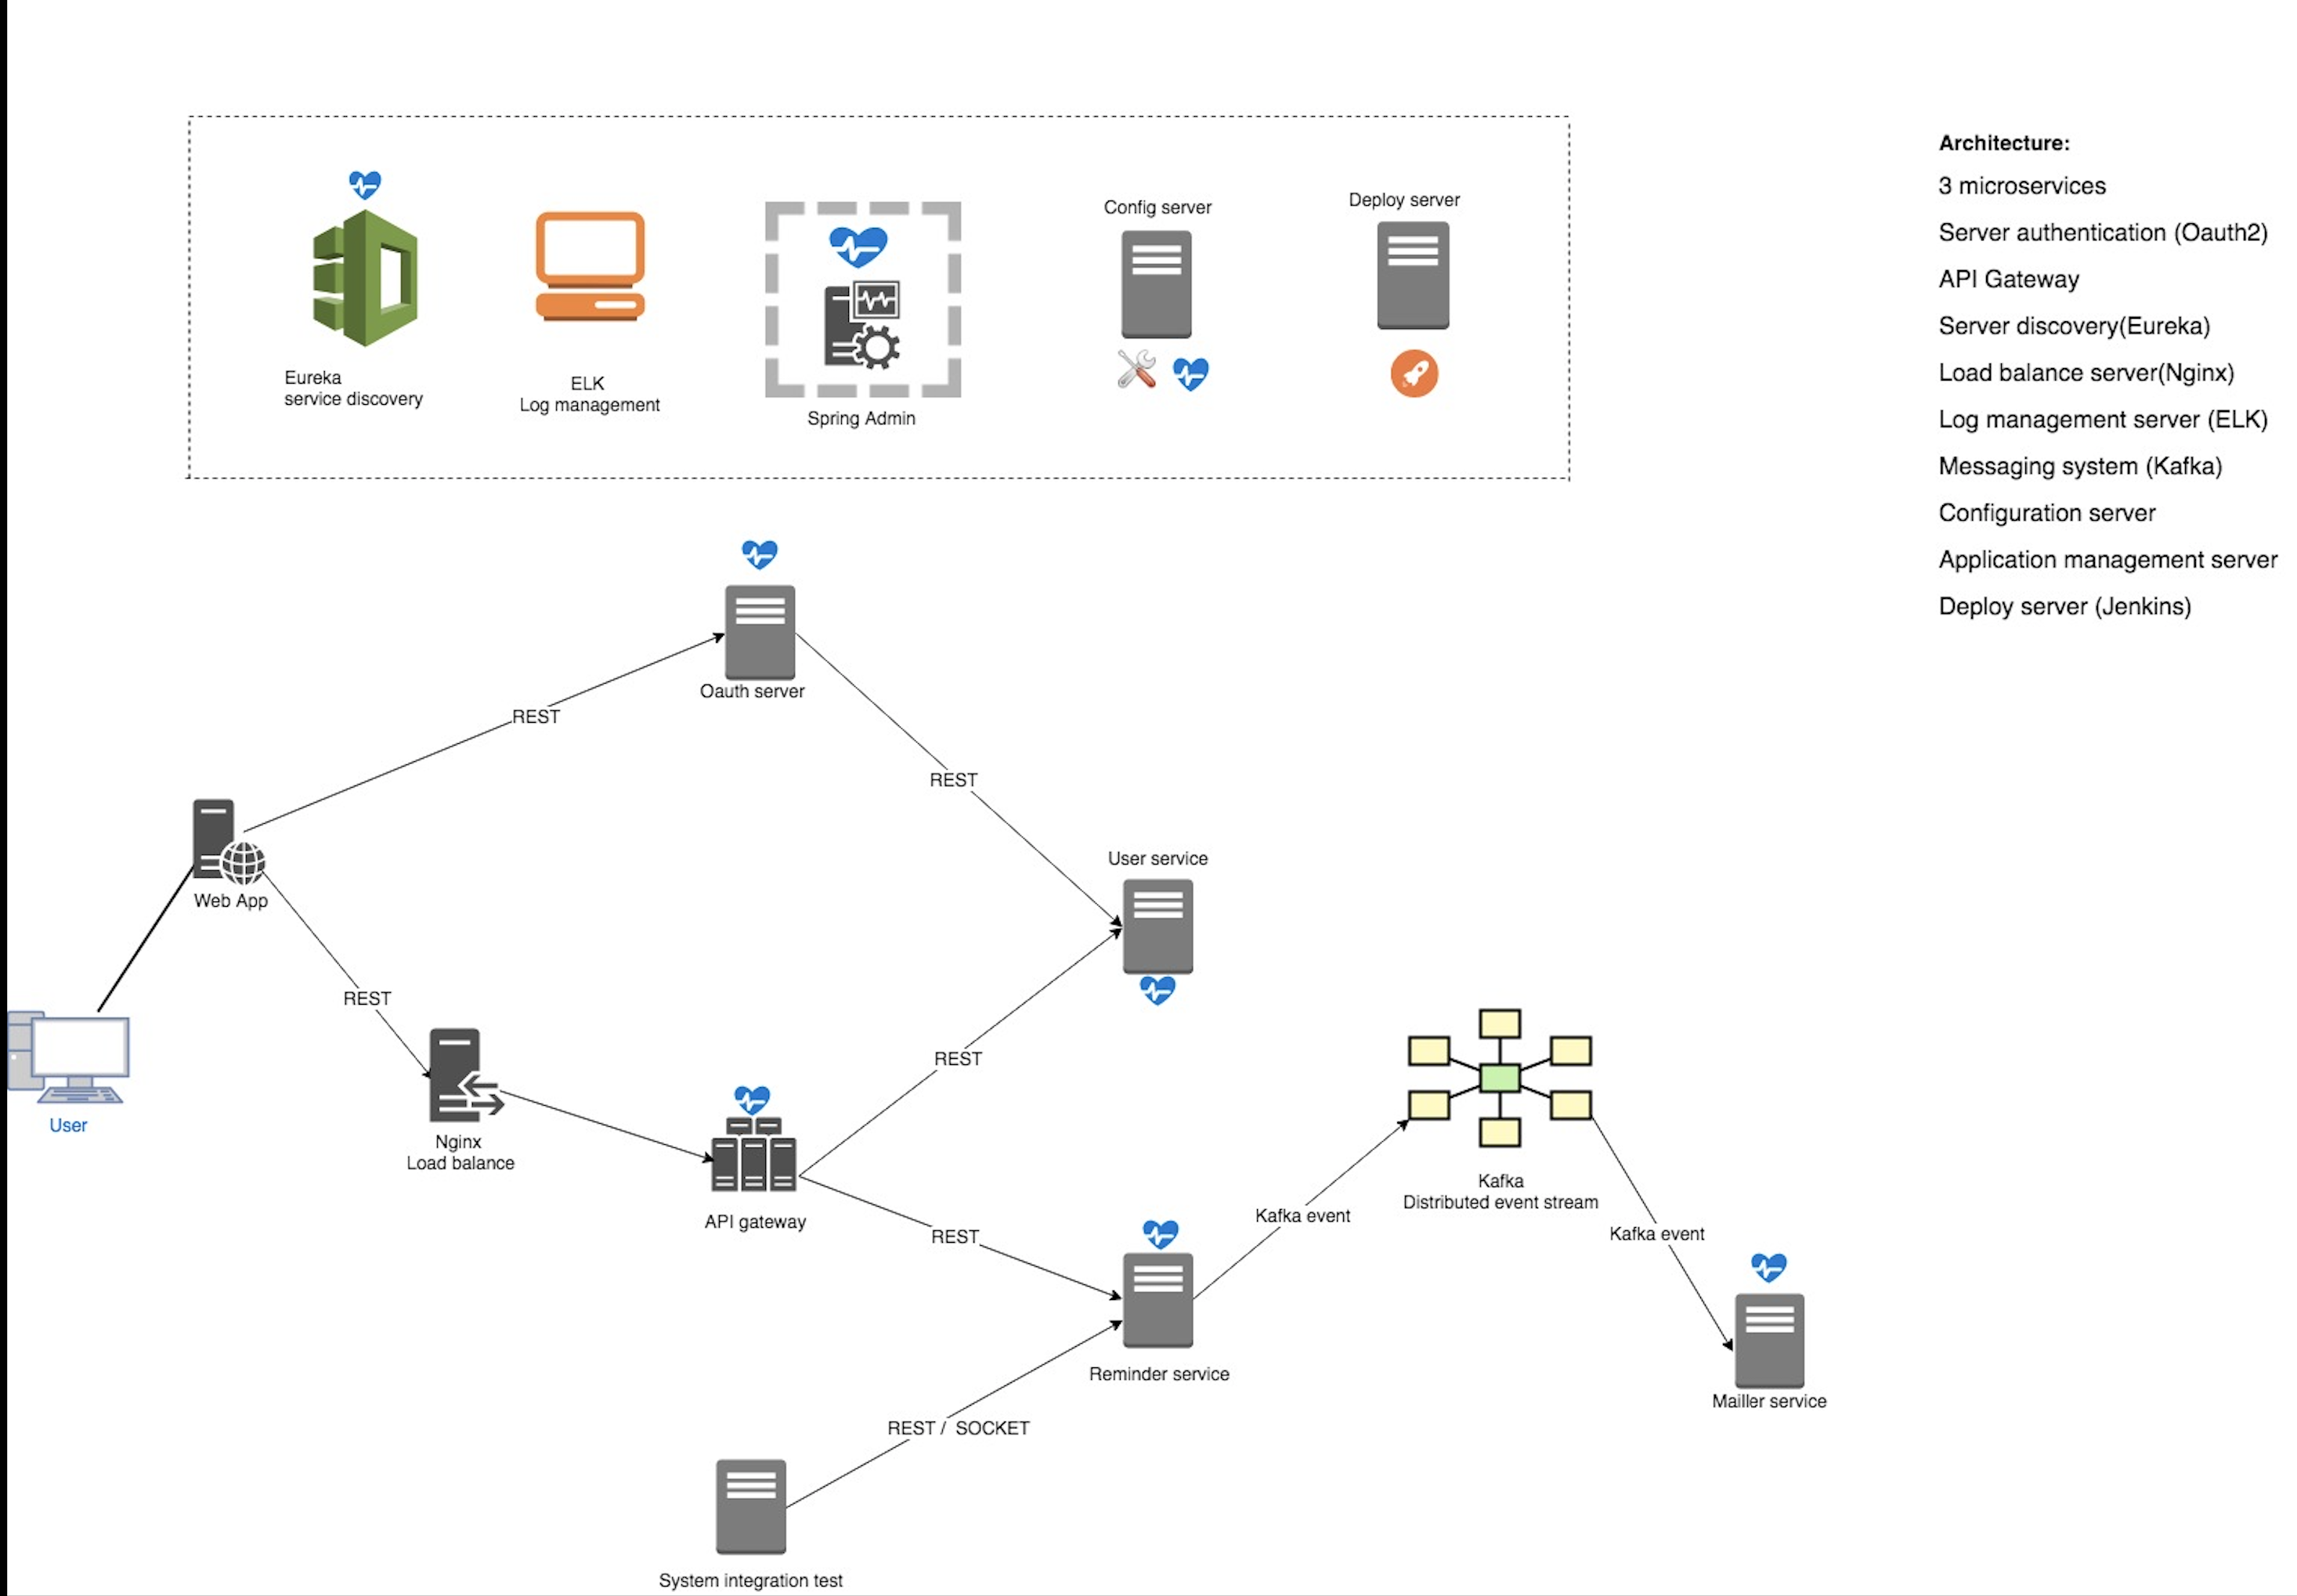 Architecture:
3 microservices
Server authentication (Oauth2)
API Gateway
Server discovery(Eureka)
Load balance server(Nginx)
Log management server (ELK)
Messaging system (Kafka)
Configuration server
Application management server
Deploy server (Jenkins)
Eureka
service discovery
ELK
Log management
Spring Admin
Config server
Deploy server
Oauth server
REST
REST
Web App
User service
REST
User
Nginx
Load balance
REST
API gateway
REST
Kafka
Distributed event stream
Kafka event
Kafka event
Reminder service
Mailler service
REST / SOCKET
System integration test